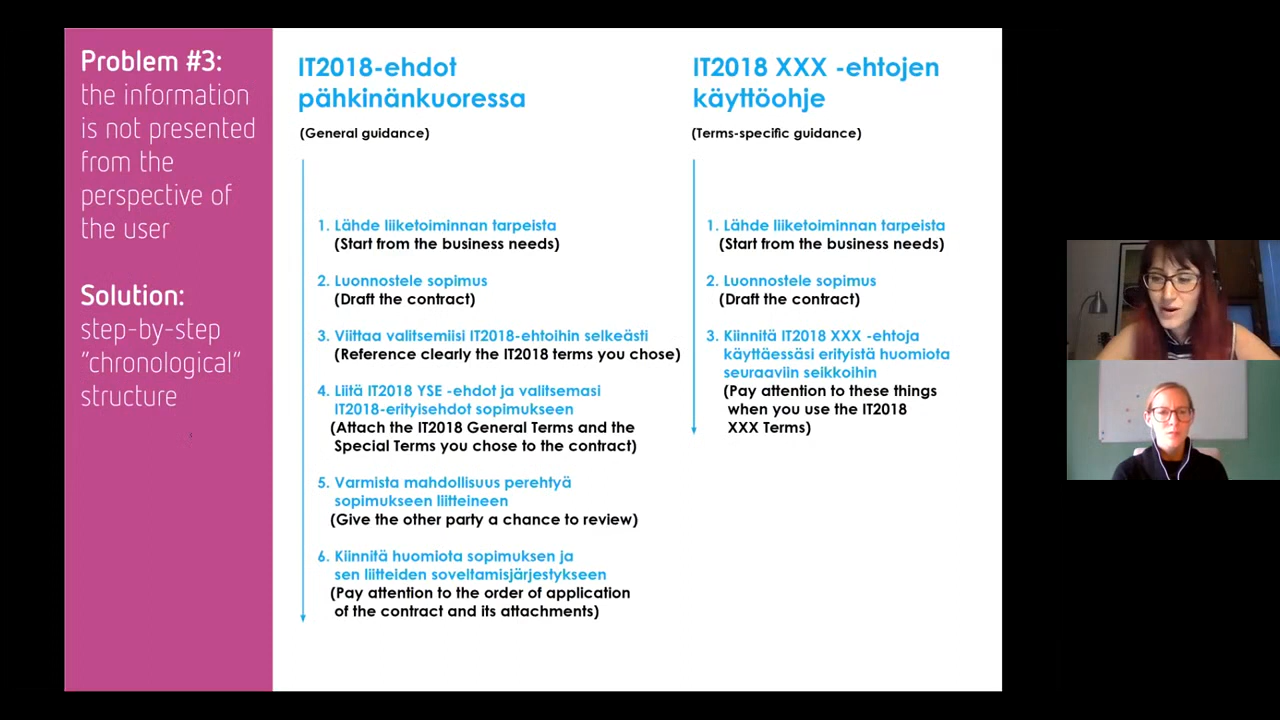 Problem #3:
the information
is not presented
from the
perspective of
the user
Solution:
step-by-step
“chronological”
structure
IT2018-ehdot
pähkinänkuoressa
(General guidance)
1. Lähde liiketoiminnan tarpeista
(Start from the business needs)
2. Luonnostele sopimus
(Draft the contract)
3. Viittaa valitsemiisi IT2018-ehtoihin selkeästi
(Reference clearly the IT2018 terms you chose)
4. Liitä IT2018 YSE -ehdot ja valitsemasi
IT2018-erityisehdot sopimukseen
(Attach the IT2018 General Terms and the
Special Terms you chose to the contract)
5. Varmista mahdollisuus perehtyä
sopimukseen liitteineen
(Give the other party a chance to review)
6. Kiinnitä huomiota sopimuksen ja
sen liitteiden soveltamisjärjestykseen
(Pay attention to the order of application
of the contract and its attachments)
IT2018 XXX -ehtojen
käyttöohje
(Terms-specific guidance)
1. Lähde liiketoiminnan tarpeista
(Start from the business needs)
2. Luonnostele sopimus
(Draft the contract)
3. Kiinnitä IT2018 XXX -ehtoja
käyttäessäsi erityistä huomiota
seuraaviin seikkoihin
(Pay attention to these things
when you use the IT2018
XXX Terms)